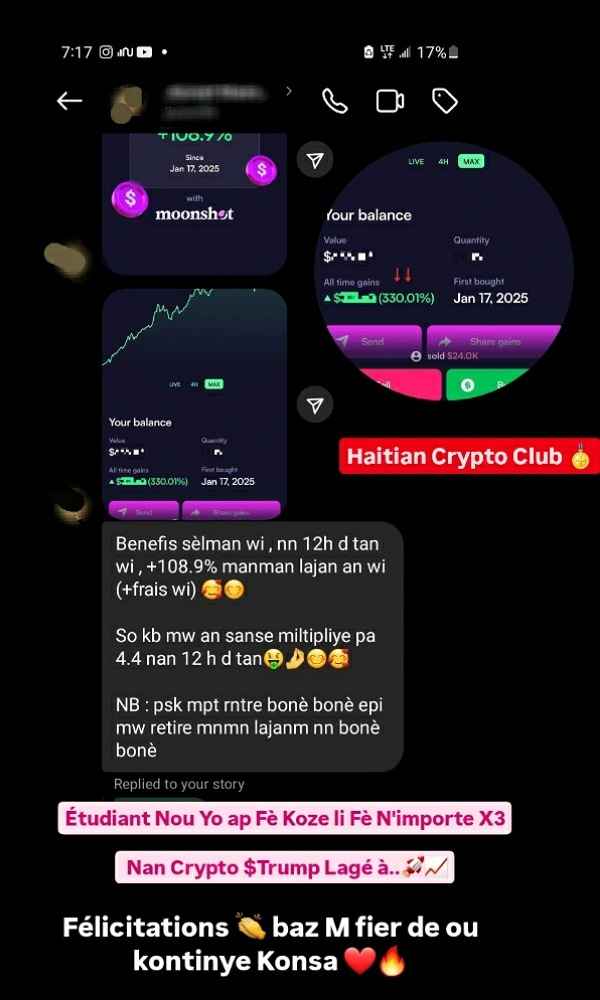 7:17
LTE
17%
+108.9%
Since
Jan 17, 2025
with
moonshot
LIVE 4H MAX
Your balance
Value
Quantity
All time gains
First bought
(330.01%)
Jan 17, 2025
Send
Share gains
LIVE 4H MAX
Your balance
Value
Quantity
All time gains
First bought
(330.01%)
Jan 17, 2025
Send
Share gains
sold $24.0K
Haitian Crypto Club 🏅
Benefis sèlman wi , nn 12h d tan
wi , +108.9% manman lajan an wi
(+frais wi) 🥰😊
So kb mw an sanse miltipliye pa
4.4 nan 12 h d tan🤑🤌😊🥰
NB : psk mpt rntre bonè bonè epi
mw retire mnmn lajanm nn bonè
bonè
Replied to your story
Étudiant Nou Yo ap Fè Koze li Fè N'importe X3
Nan Crypto $Trump Lagé à..🚀📈
Félicitations 👏 baz M fier de ou
kontinye Konsa ❤️🔥